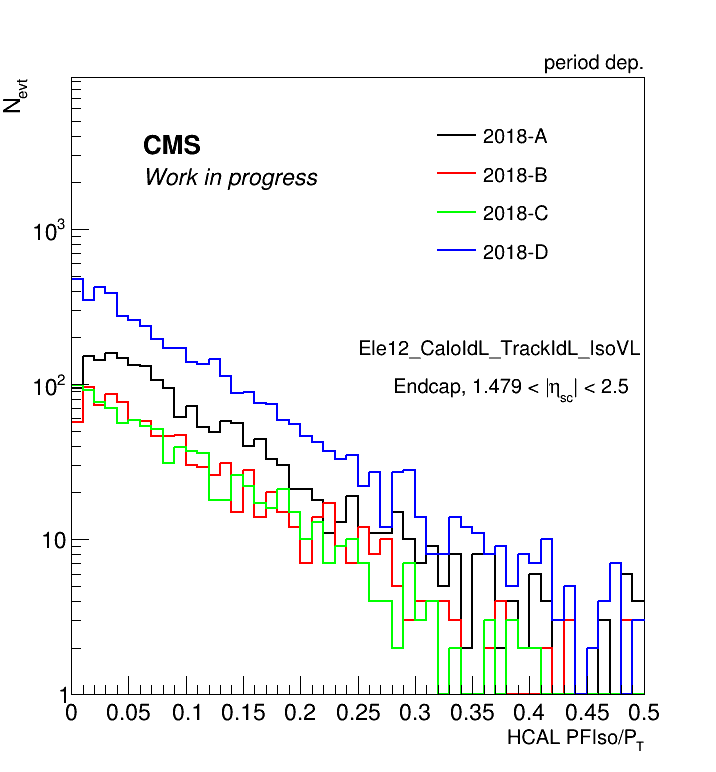 period dep.
N_evt
CMS
Work in progress
2018-A
2018-B
2018-C
2018-D
Ele12_CaloIdL_TrackIdL_IsoVL
Endcap, 1.479 < |η_sc| < 2.5
10^3
10^2
10
1
0 0.05 0.1 0.15 0.2 0.25 0.3 0.35 0.4 0.45 0.5
HCAL PFIso/P_T